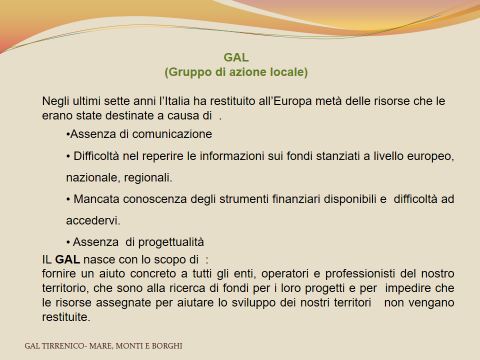 GAL
(Gruppo di azione locale)
Negli ultimi sette anni l'Italia ha restituito all'Europa metà delle risorse che le
erano state destinate a causa di .
•Assenza di comunicazione
• Difficoltà nel reperire le informazioni sui fondi stanziati a livello europeo,
nazionale, regionali.
• Mancata conoscenza degli strumenti finanziari disponibili e difficoltà ad
accedervi.
• Assenza di progettualità
IL GAL nasce con lo scopo di :
fornire un aiuto concreto a tutti gli enti, operatori e professionisti del nostro
territorio, che sono alla ricerca di fondi per i loro progetti e per impedire che
le risorse assegnate per aiutare lo sviluppo dei nostri territori non vengano
restituite.
GAL TIRRENICO- MARE, MONTI E BORGHI